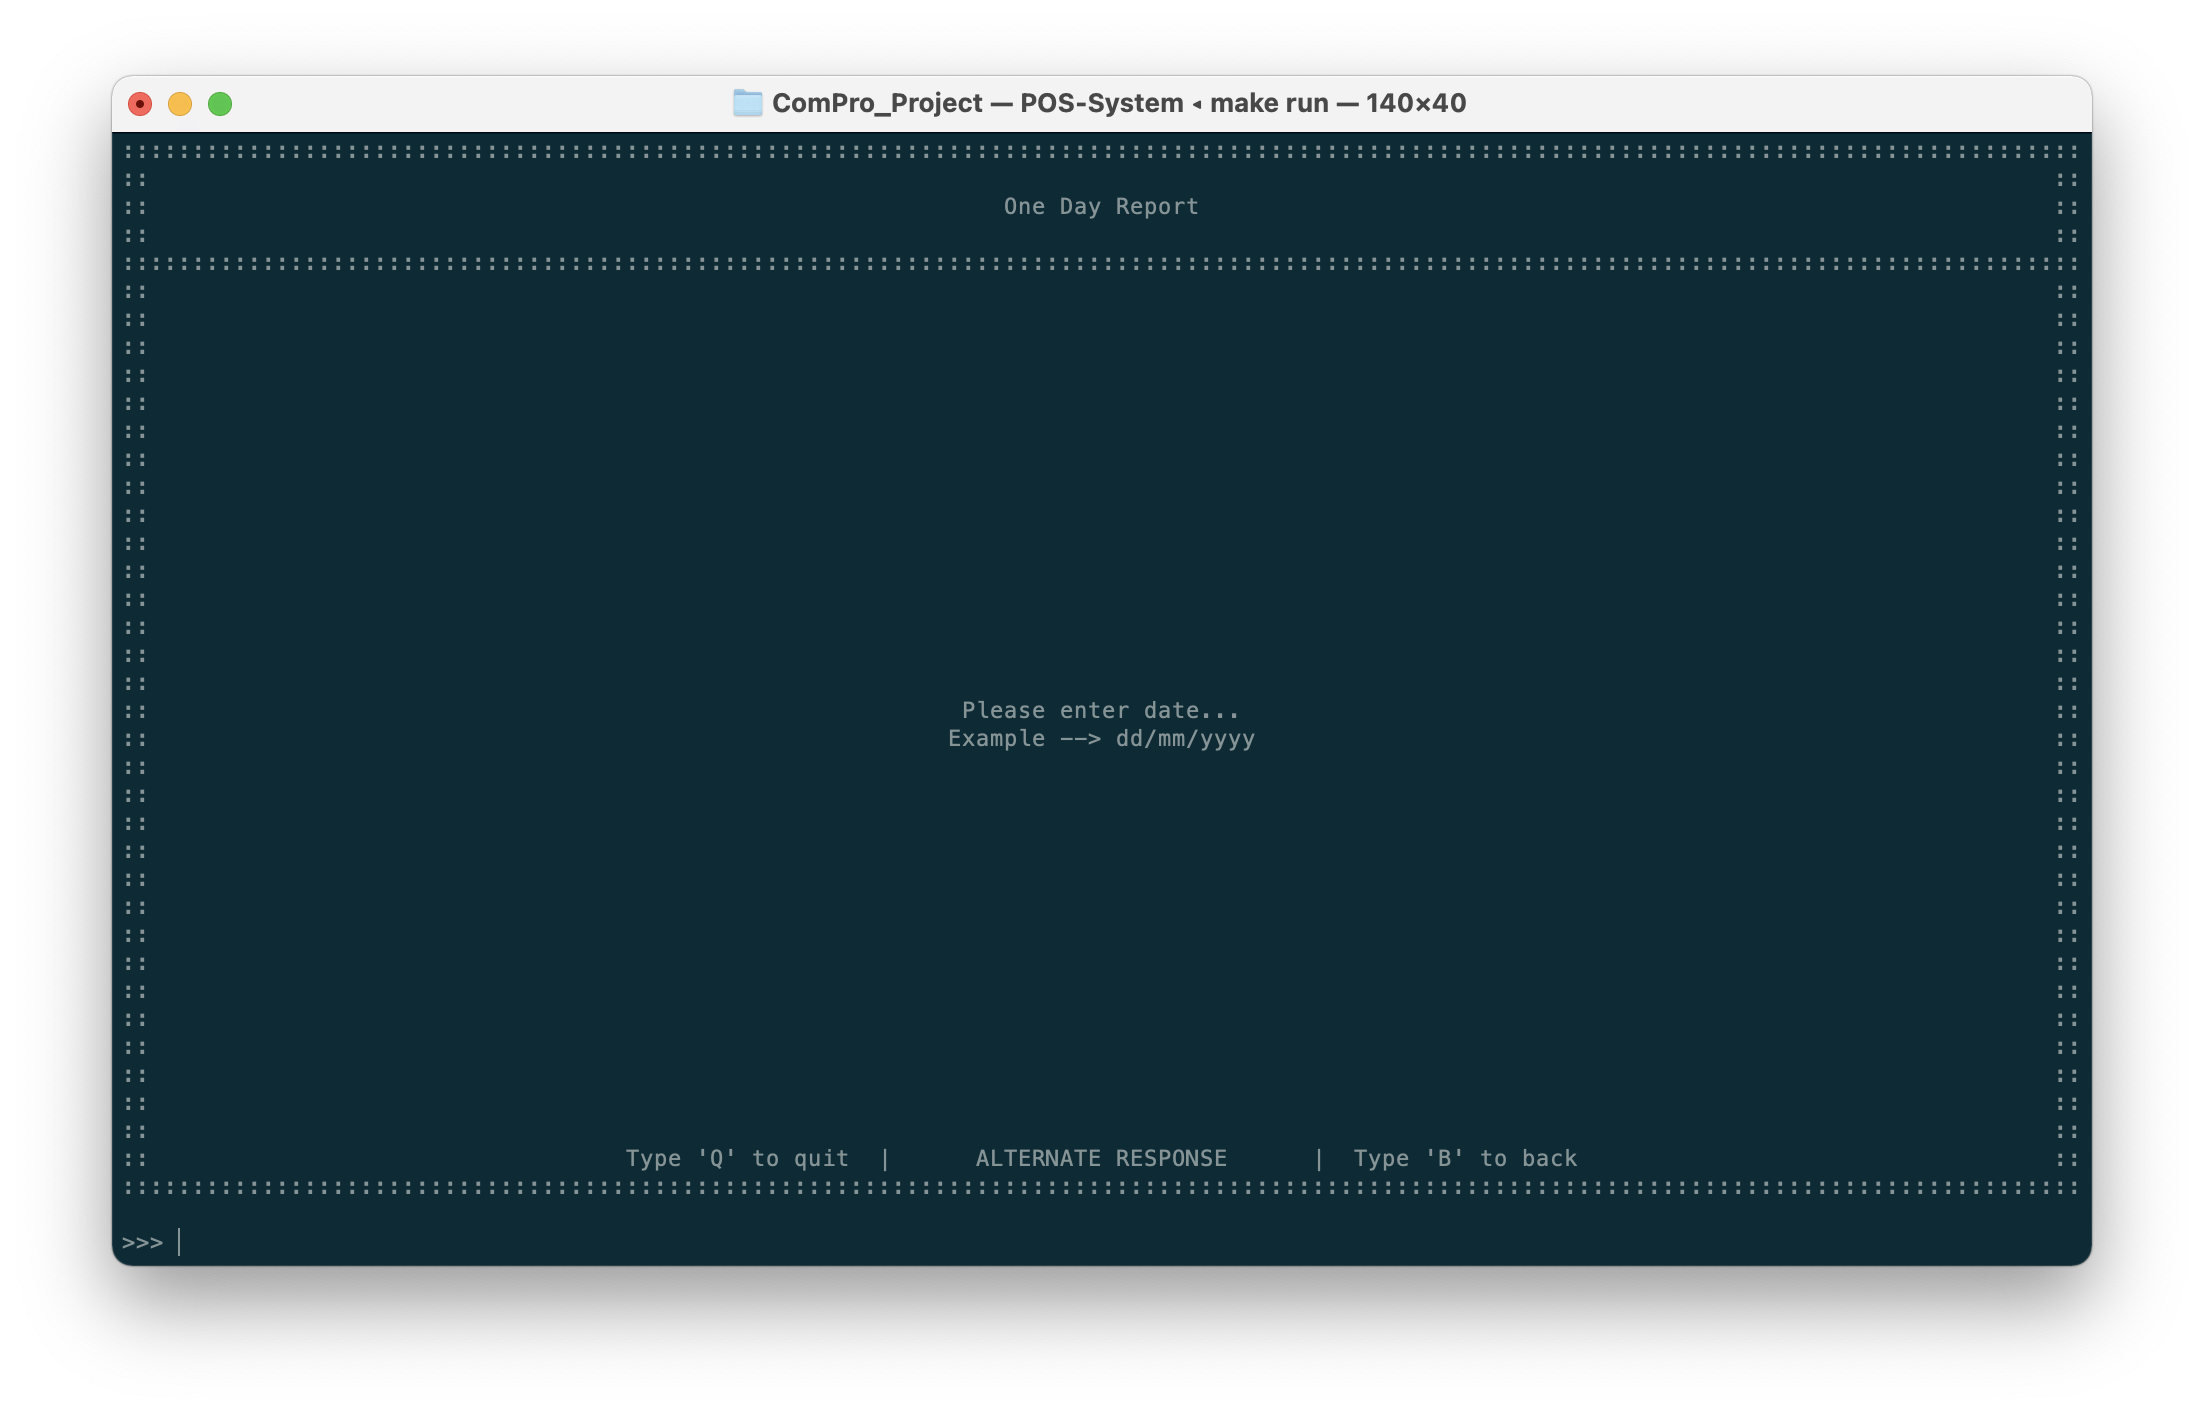 ComPro_Project — POS-System ◂ make run — 140×40
One Day Report
Please enter date...
Example --> dd/mm/yyyy
Type 'Q' to quit | ALTERNATE RESPONSE | Type 'B' to back
>>>